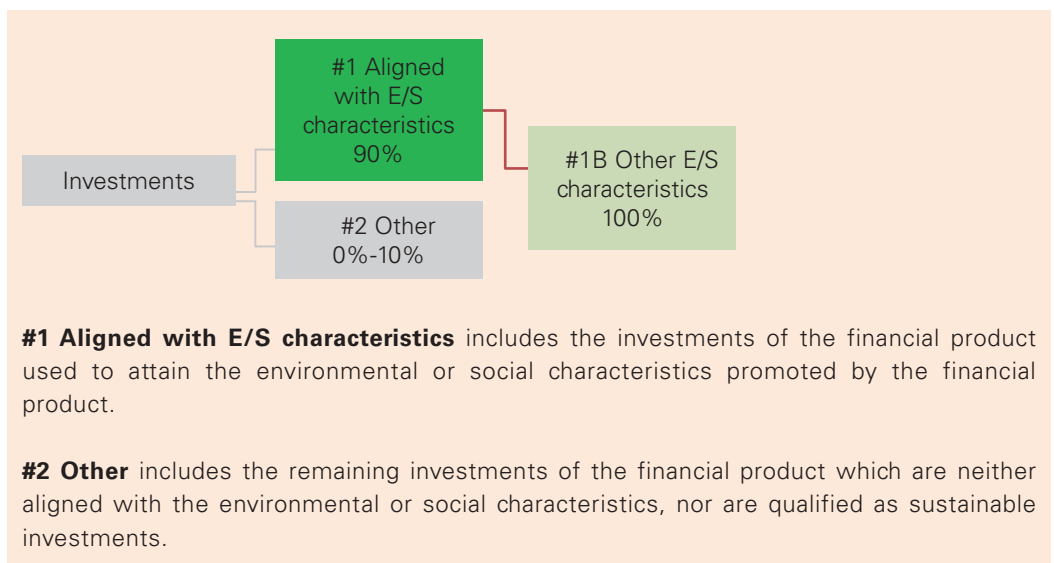 #1 Aligned
with E/S
characteristics
90%
#1B Other E/S
characteristics
100%
Investments
#2 Other
0%-10%
#1 Aligned with E/S characteristics includes the investments of the financial product
used to attain the environmental or social characteristics promoted by the financial
product.
#2 Other includes the remaining investments of the financial product which are neither
aligned with the environmental or social characteristics, nor are qualified as sustainable
investments.